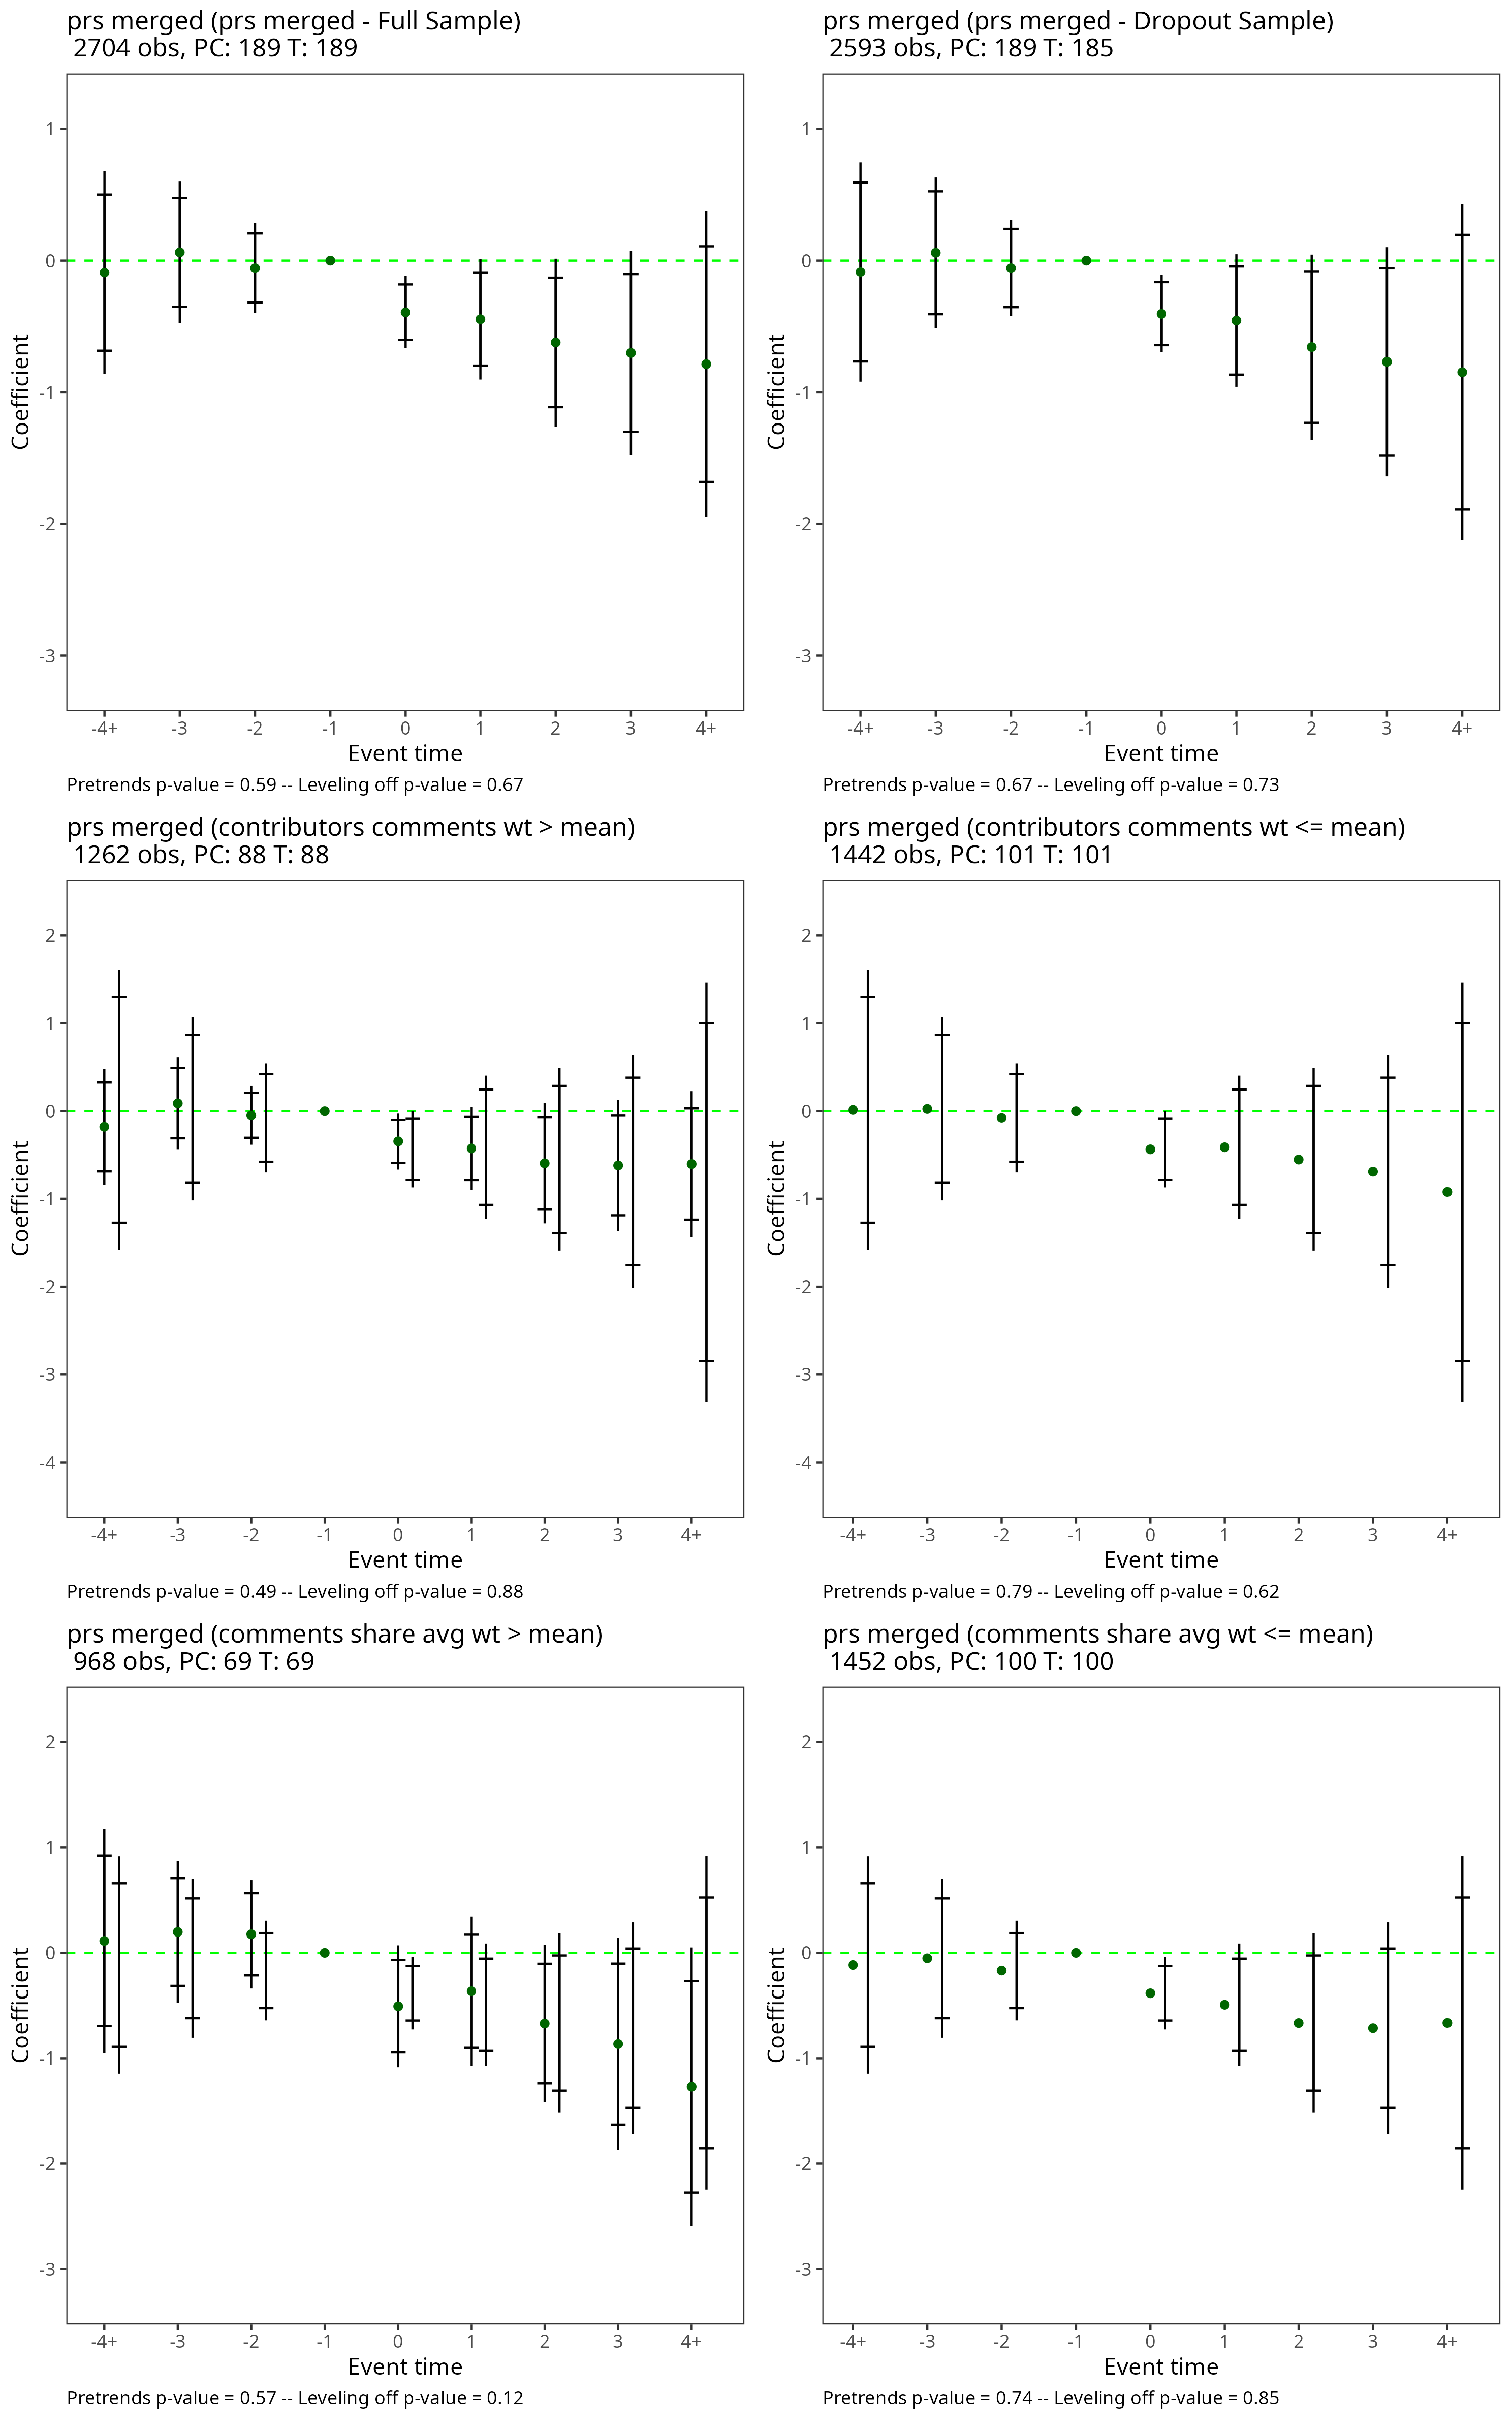 prs merged (prs merged - Full Sample)
2704 obs, PC: 189 T: 189
Coefficient
1
0
-1
-2
-3
-4+ -3 -2 -1 0 1 2 3 4+
Event time
Pretrends p-value = 0.59 -- Leveling off p-value = 0.67
prs merged (prs merged - Dropout Sample)
2593 obs, PC: 189 T: 185
Coefficient
1
0
-1
-2
-3
-4+ -3 -2 -1 0 1 2 3 4+
Event time
Pretrends p-value = 0.67 -- Leveling off p-value = 0.73
prs merged (contributors comments wt > mean)
1262 obs, PC: 88 T: 88
Coefficient
2
1
0
-1
-2
-3
-4
-4+ -3 -2 -1 0 1 2 3 4+
Event time
Pretrends p-value = 0.49 -- Leveling off p-value = 0.88
prs merged (contributors comments wt <= mean)
1442 obs, PC: 101 T: 101
Coefficient
2
1
0
-1
-2
-3
-4
-4+ -3 -2 -1 0 1 2 3 4+
Event time
Pretrends p-value = 0.79 -- Leveling off p-value = 0.62
prs merged (comments share avg wt > mean)
968 obs, PC: 69 T: 69
Coefficient
2
1
0
-1
-2
-3
-4+ -3 -2 -1 0 1 2 3 4+
Event time
Pretrends p-value = 0.57 -- Leveling off p-value = 0.12
prs merged (comments share avg wt <= mean)
1452 obs, PC: 100 T: 100
Coefficient
2
1
0
-1
-2
-3
-4+ -3 -2 -1 0 1 2 3 4+
Event time
Pretrends p-value = 0.74 -- Leveling off p-value = 0.85